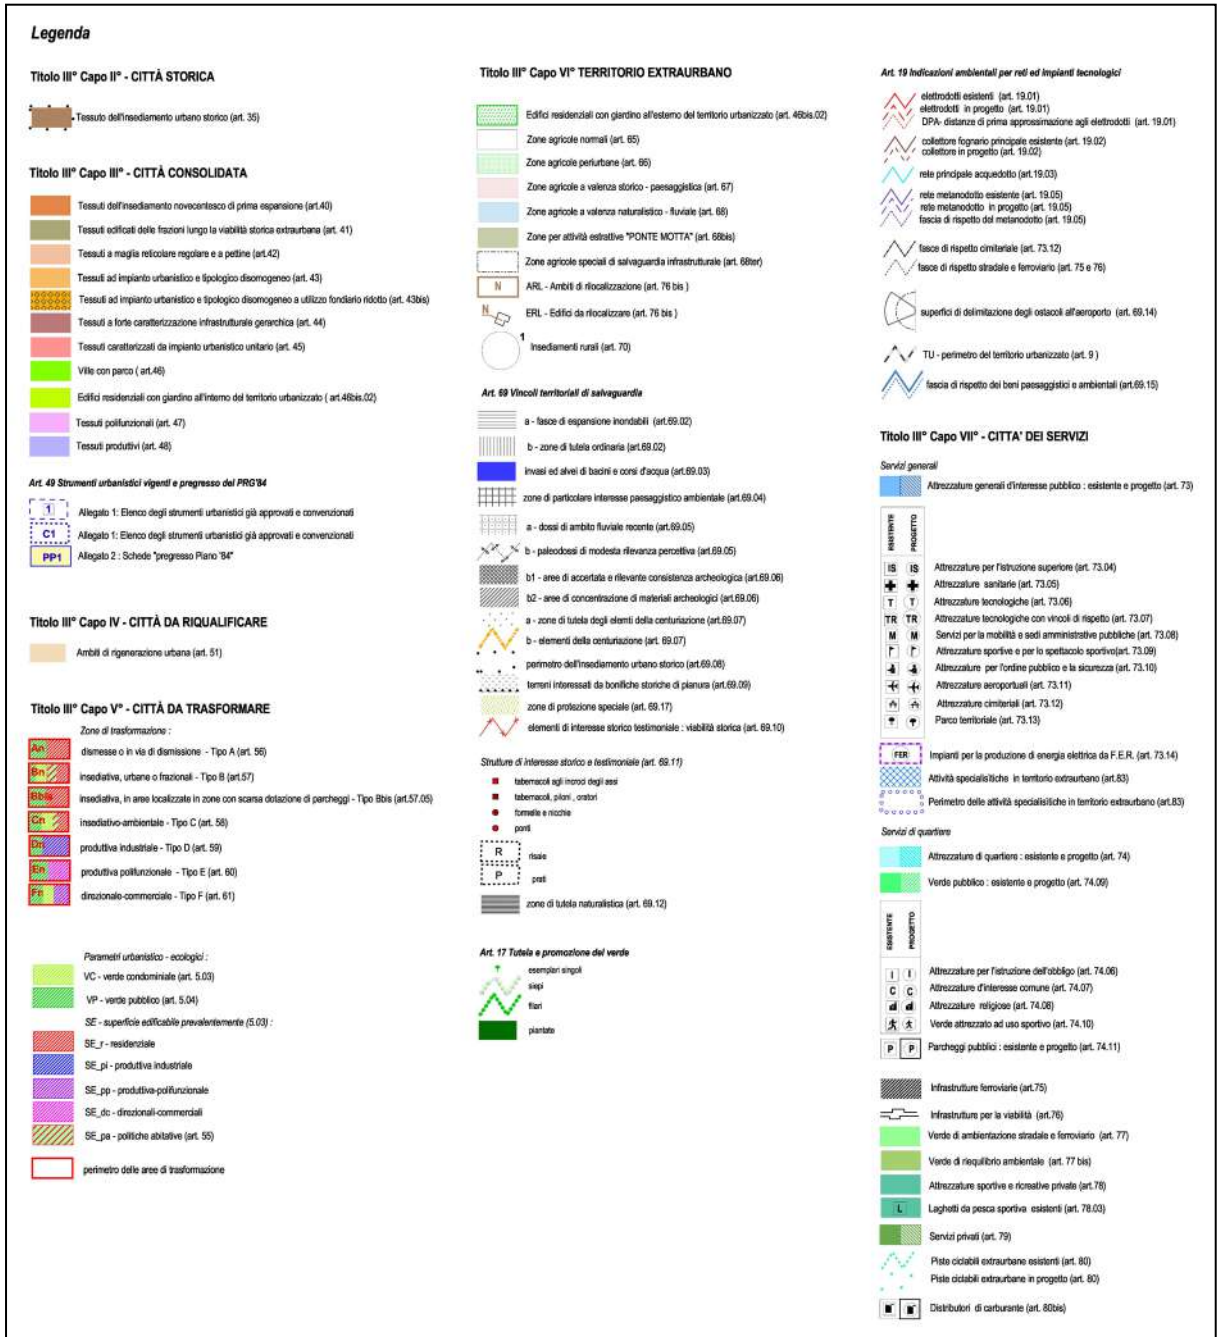 Legenda
Titolo III° Capo II° - CITTÀ STORICA
Tessuto dell'insediamento urbano storico (art. 35)
Titolo III° Capo III° - CITTÀ CONSOLIDATA
Tessuti dell'insediamento novecentesco di prima espansione (art.40)
Tessuti edificati delle frazioni lungo la viabilità storica extraurbana (art. 41)
Tessuti a maglia reticolare regolare e a pettine (art.42)
Tessuti ad impianto urbanistico e tipologico disomogeneo (art. 43)
Tessuti ad impianto urbanistico e tipologico disomogeneo a utilizzo fondiario ridotto (art. 43bis)
Tessuti a forte caratterizzazione infrastrutturale gerarchica (art. 44)
Tessuti caratterizzati da impianto urbanistico unitario (art. 45)
Ville con parco ( art.46)
Edifici residenziali con giardino all'interno del territorio urbanizzato ( art.46bis.02)
Tessuti polifunzionali (art. 47)
Tessuti produttivi (art. 48)
Art. 49 Strumenti urbanistici vigenti e pregresso del PRG'84
1 Allegato 1: Elenco degli strumenti urbanistici già approvati e convenzionati
C1 Allegato 1: Elenco degli strumenti urbanistici già approvati e convenzionati
PP1 Allegato 2 : Schede "pregresso Piano '84"
Titolo III° Capo IV - CITTÀ DA RIQUALIFICARE
Ambiti di rigenerazione urbana (art. 51)
Titolo III° Capo V° - CITTÀ DA TRASFORMARE
Zone di trasformazione :
An dismesse o in via di dismissione - Tipo A (art. 56)
Bn insediativa, urbane o frazionali - Tipo B (art.57)
Bbis insediativa, in aree localizzate in zone con scarsa dotazione di parcheggi - Tipo Bbis (art.57.05)
Cn insediativo-ambientale - Tipo C (art. 58)
Dn produttiva industriale - Tipo D (art. 59)
En produttiva polifunzionale - Tipo E (art. 60)
Fn direzionale-commerciale - Tipo F (art. 61)
Parametri urbanistico - ecologici :
VC - verde condominiale (art. 5.03)
VP - verde pubblico (art. 5.04)
SE - superficie edificabile prevalentemente (5.03) :
SE_r - residenziale
SE_pi - produttiva industriale
SE_pp - produttiva-polifunzionale
SE_dc - direzionali-commerciali
SE_pa - politiche abitative (art. 55)
perimetro delle aree di trasformazione
Titolo III° Capo VI° TERRITORIO EXTRAURBANO
Edifici residenziali con giardino all'esterno del territorio urbanizzato (art. 46bis.02)
Zone agricole normali (art. 65)
Zone agricole periurbane (art. 66)
Zone agricole a valenza storico - paesaggistica (art. 67)
Zone agricole a valenza naturalistico - fluviale (art. 68)
Zone per attività estrattive "PONTE MOTTA" (art. 68bis)
Zone agricole speciali di salvaguardia infrastrutturale (art. 68ter)
N ARL - Ambiti di rilocalizzazione (art. 76 bis )
N ERL - Edifici da rilocalizzare (art. 76 bis )
1 Insediamenti rurali (art. 70)
Art. 69 Vincoli territoriali di salvaguardia
a - fasce di espansione inondabili (art.69.02)
b - zone di tutela ordinaria (art.69.02)
invasi ed alvei di bacini e corsi d'acqua (art.69.03)
zone di particolare interesse paesaggistico ambientale (art.69.04)
a - dossi di ambito fluviale recente (art.69.05)
b - paleodossi di modesta rilevanza percettiva (art.69.05)
b1 - aree di accertata e rilevante consistenza archeologica (art.69.06)
b2 - aree di concentrazione di materiali archeologici (art.69.06)
a - zone di tutela degli elemti della centuriazione (art.69.07)
b - elementi della centuriazione (art. 69.07)
perimetro dell'insediamento urbano storico (art.69.08)
terreni interessati da bonifiche storiche di pianura (art.69.09)
zone di protezione speciale (art. 69.17)
elementi di interesse storico testimoniale : viabilità storica (art. 69.10)
Strutture di interesse storico e testimoniale (art. 69.11)
tabernacoli agli incroci degli assi
tabernacoli, piloni , oratori
formelle e nicchie
ponti
R risaie
P prati
zone di tutela naturalistica (art. 69.12)
Art. 17 Tutela e promozione del verde
esemplari singoli
siepi
filari
piantate
Art. 19 Indicazioni ambientali per reti ed impianti tecnologici
elettrodotti esistenti (art. 19.01)
elettrodotti in progetto (art. 19.01)
DPA- distanze di prima approssimazione agli elettrodotti (art. 19.01)
collettore fognario principale esistente (art. 19.02)
collettore in progetto (art. 19.02)
rete principale acquedotto (art.19.03)
rete metanodotto esistente (art. 19.05)
rete metanodotto in progetto (art. 19.05)
fascia di rispetto del metanodotto (art. 19.05)
fasce di rispetto cimiteriale (art. 73.12)
fasce di rispetto stradale e ferroviario (art. 75 e 76)
superfici di delimitazione degli ostacoli all'aeroporto (art. 69.14)
TU - perimetro del territorio urbanizzato (art. 9 )
fascia di rispetto dei beni paesaggistici e ambientali (art.69.15)
Titolo III° Capo VII° - CITTA' DEI SERVIZI
Servizi generali
Attrezzature generali d'interesse pubblico : esistente e progetto (art. 73)
ESISTENTE PROGETTO
IS IS Attrezzature per l'istruzione superiore (art. 73.04)
Attrezzature sanitarie (art. 73.05)
T T Attrezzature tecnologiche (art. 73.06)
TR TR Attrezzature tecnologiche con vincoli di rispetto (art. 73.07)
M M Servizi per la mobilità e sedi amministrative pubbliche (art. 73.08)
Attrezzature sportive e per lo spettacolo sportivo(art. 73.09)
Attrezzature per l'ordine pubblico e la sicurezza (art. 73.10)
Attrezzature aeroportuali (art. 73.11)
Attrezzature cimiteriali (art. 73.12)
Parco territoriale (art. 73.13)
FER Impianti per la produzione di energia elettrica da F.E.R. (art. 73.14)
Attività specialisitiche in territorio extraurbano (art.83)
Perimetro delle attività specialisitiche in territorio extraurbano (art.83)
Servizi di quartiere
Attrezzature di quartiere : esistente e progetto (art. 74)
Verde pubblico : esistente e progetto (art. 74.09)
ESISTENTE PROGETTO
I I Attrezzature per l'istruzione dell'obbligo (art. 74.06)
C C Attrezzature d'interesse comune (art. 74.07)
Attrezzature religiose (art. 74.08)
Verde attrezzato ad uso sportivo (art. 74.10)
P P Parcheggi pubblici : esistente e progetto (art. 74.11)
Infrastrutture ferroviarie (art.75)
Infrastrutture per la viabilità (art.76)
Verde di ambientazione stradale e ferroviario (art. 77)
Verde di riequilibrio ambientale (art. 77 bis)
Attrezzature sportive e ricreative private (art.78)
L Laghetti da pesca sportiva esistenti (art. 78.03)
Servizi privati (art. 79)
Piste ciclabili extraurbane esistenti (art. 80)
Piste ciclabili extraurbane in progetto (art. 80)
Distributori di carburante (art. 80bis)